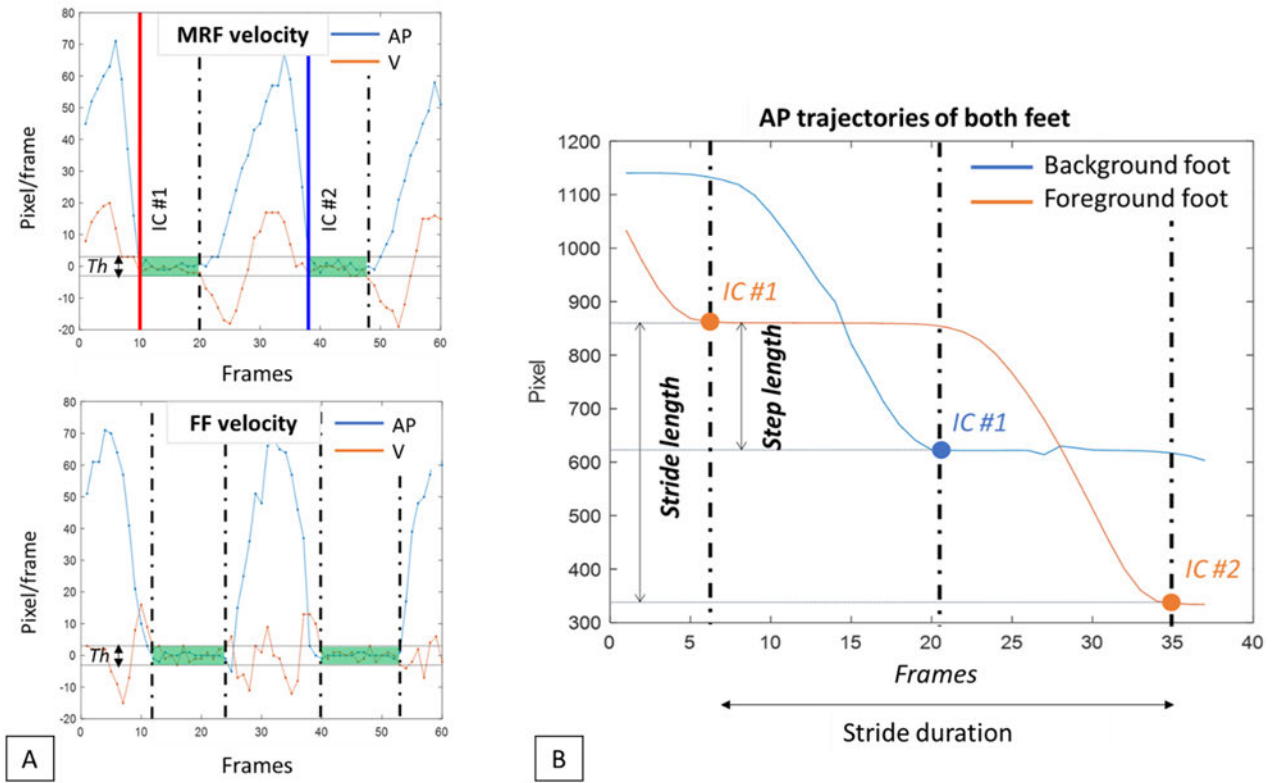 MRF velocity
AP
V
80
70
60
50
40
30
20
10
0
-10
-20
Pixel/frame
Th
IC #1
IC #2
0 10 20 30 40 50 60
Frames
FF velocity
AP
V
80
70
60
50
40
30
20
10
0
-10
-20
Pixel/frame
Th
0 10 20 30 40 50 60
Frames
A
AP trajectories of both feet
Background foot
Foreground foot
1200
1100
1000
900
800
700
600
500
400
300
Pixel
IC #1
Stride length
Step length
IC #1
IC #2
0 5 10 15 20 25 30 35 40
Frames
Stride duration
B